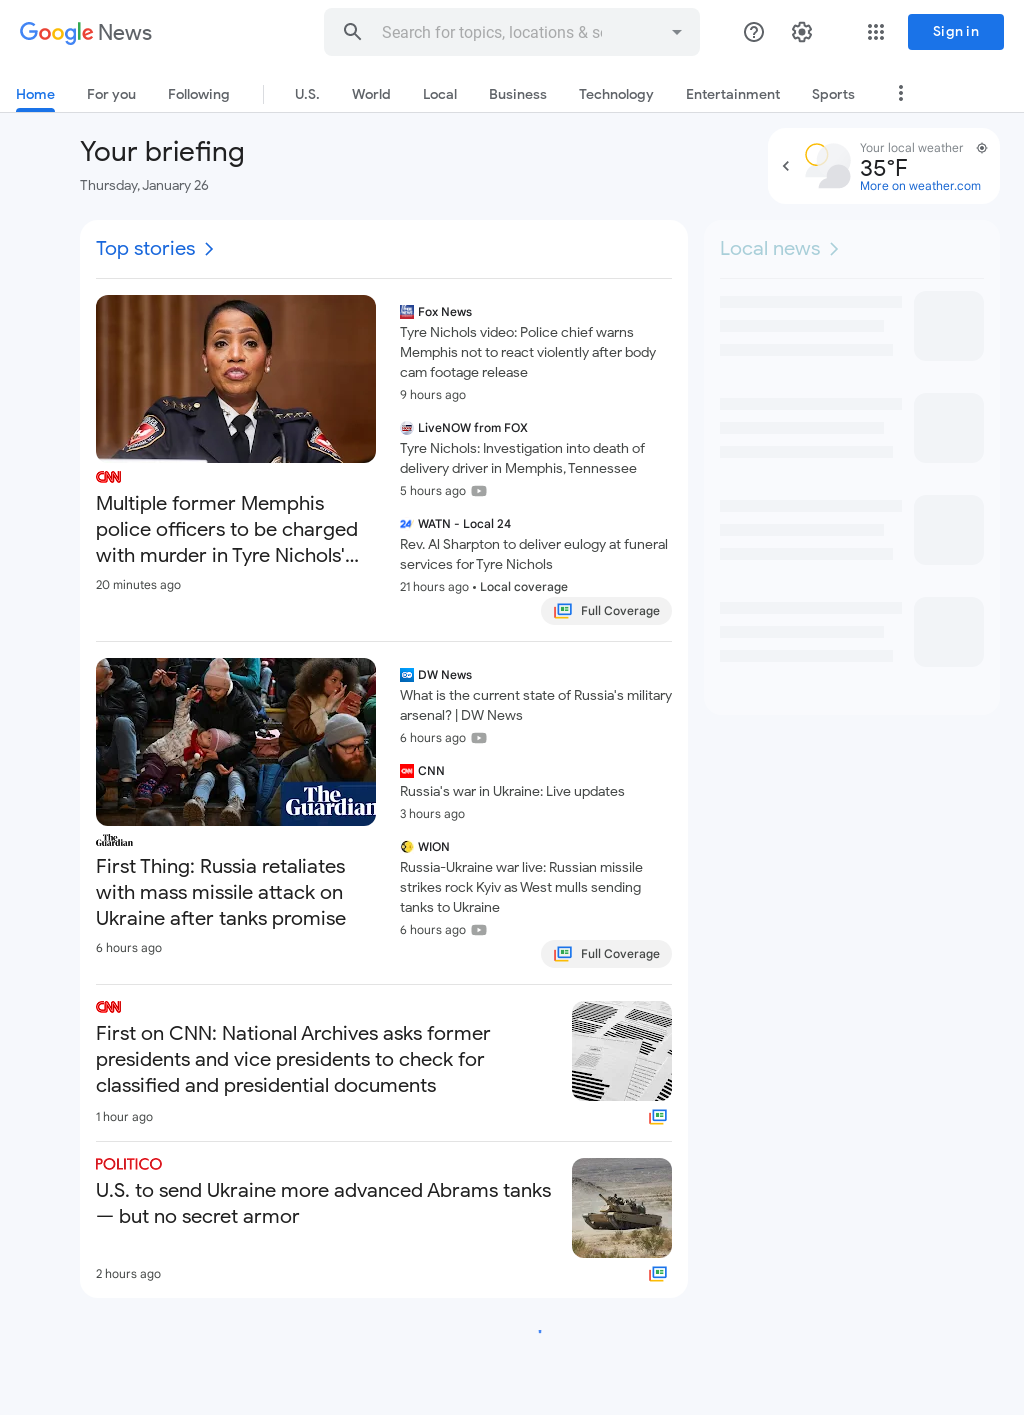 Google News
Search for topics, locations & s
Sign in
Home
For you
Following
U.S.
World
Local
Business
Technology
Entertainment
Sports
Your briefing
Thursday, January 26
Your local weather
35°F
More on weather.com
Top stories
CNN
Multiple former Memphis
police officers to be charged
with murder in Tyre Nichols'...
20 minutes ago
Fox News
Tyre Nichols video: Police chief warns
Memphis not to react violently after body
cam footage release
9 hours ago
LiveNOW from FOX
Tyre Nichols: Investigation into death of
delivery driver in Memphis, Tennessee
5 hours ago
24
WATN - Local 24
Rev. Al Sharpton to deliver eulogy at funeral
services for Tyre Nichols
21 hours ago • Local coverage
Full Coverage
The
Guardian
The
Guardian
First Thing: Russia retaliates
with mass missile attack on
Ukraine after tanks promise
6 hours ago
DW News
What is the current state of Russia's military
arsenal? | DW News
6 hours ago
CNN
CNN
Russia's war in Ukraine: Live updates
3 hours ago
WION
Russia-Ukraine war live: Russian missile
strikes rock Kyiv as West mulls sending
tanks to Ukraine
6 hours ago
Full Coverage
CNN
First on CNN: National Archives asks former
presidents and vice presidents to check for
classified and presidential documents
1 hour ago
POLITICO
U.S. to send Ukraine more advanced Abrams tanks
— but no secret armor
2 hours ago
Local news